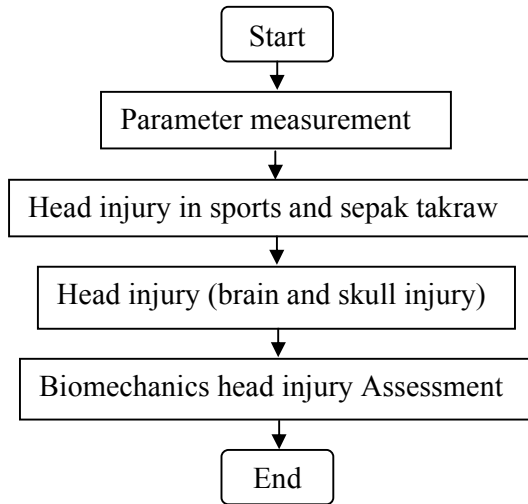 Start
Parameter measurement
Head injury in sports and sepak takraw
Head injury (brain and skull injury)
Biomechanics head injury Assessment
End